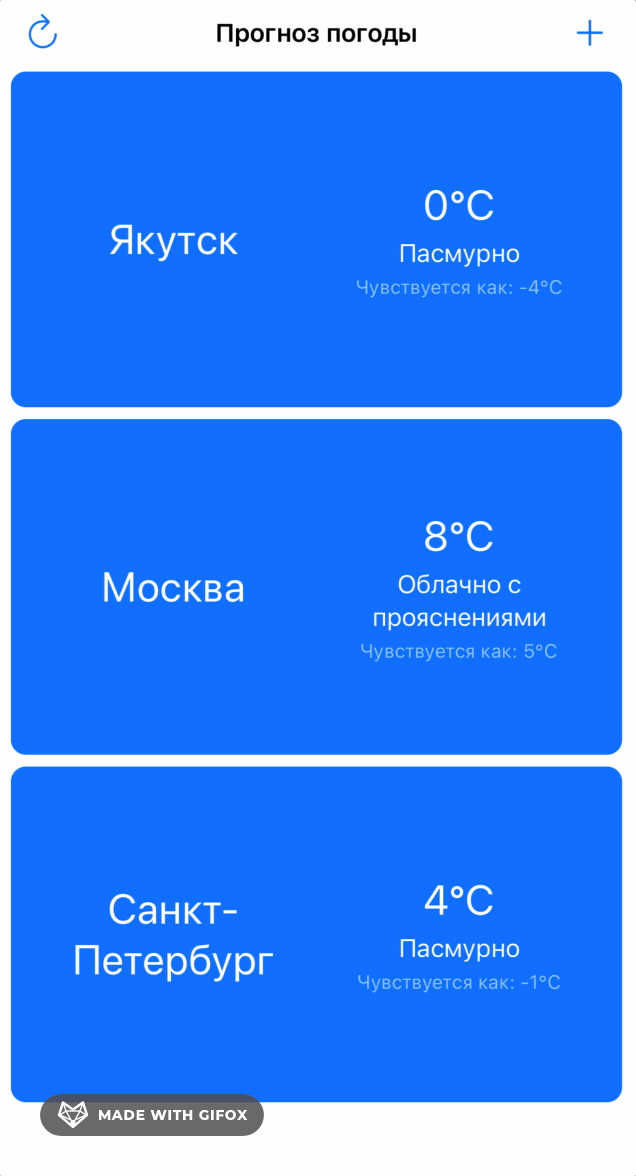 Прогноз погоды
Якутск
0°C
Пасмурно
Чувствуется как: -4°C
Москва
8°C
Облачно с
прояснениями
Чувствуется как: 5°C
Санкт-
Петербург
4°C
Пасмурно
Чувствуется как: -1°C
MADE WITH GIFOX